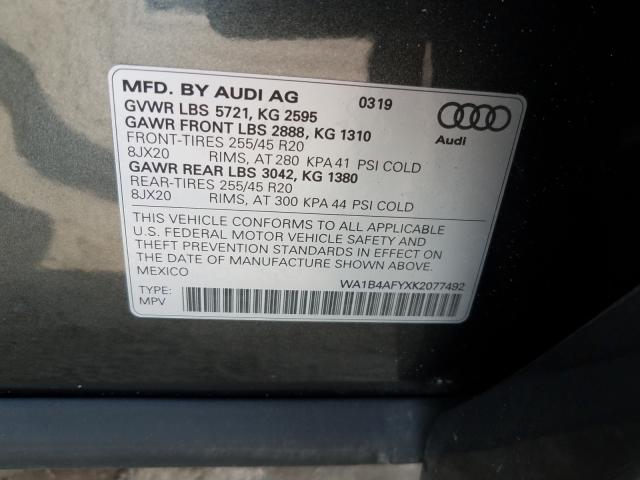 MFD. BY AUDI AG 0319
GVWR LBS 5721, KG 2595
GAWR FRONT LBS 2888, KG 1310
FRONT-TIRES 255/45 R20
8JX20 RIMS, AT 280 KPA 41 PSI COLD
GAWR REAR LBS 3042, KG 1380
REAR-TIRES 255/45 R20
8JX20 RIMS, AT 300 KPA 44 PSI COLD
Audi
THIS VEHICLE CONFORMS TO ALL APPLICABLE
U.S. FEDERAL MOTOR VEHICLE SAFETY AND
THEFT PREVENTION STANDARDS IN EFFECT ON
THE DATE OF MANUFACTURE SHOWN ABOVE.
MEXICO
WA1B4AFYXK2077492
TYPE:
MPV